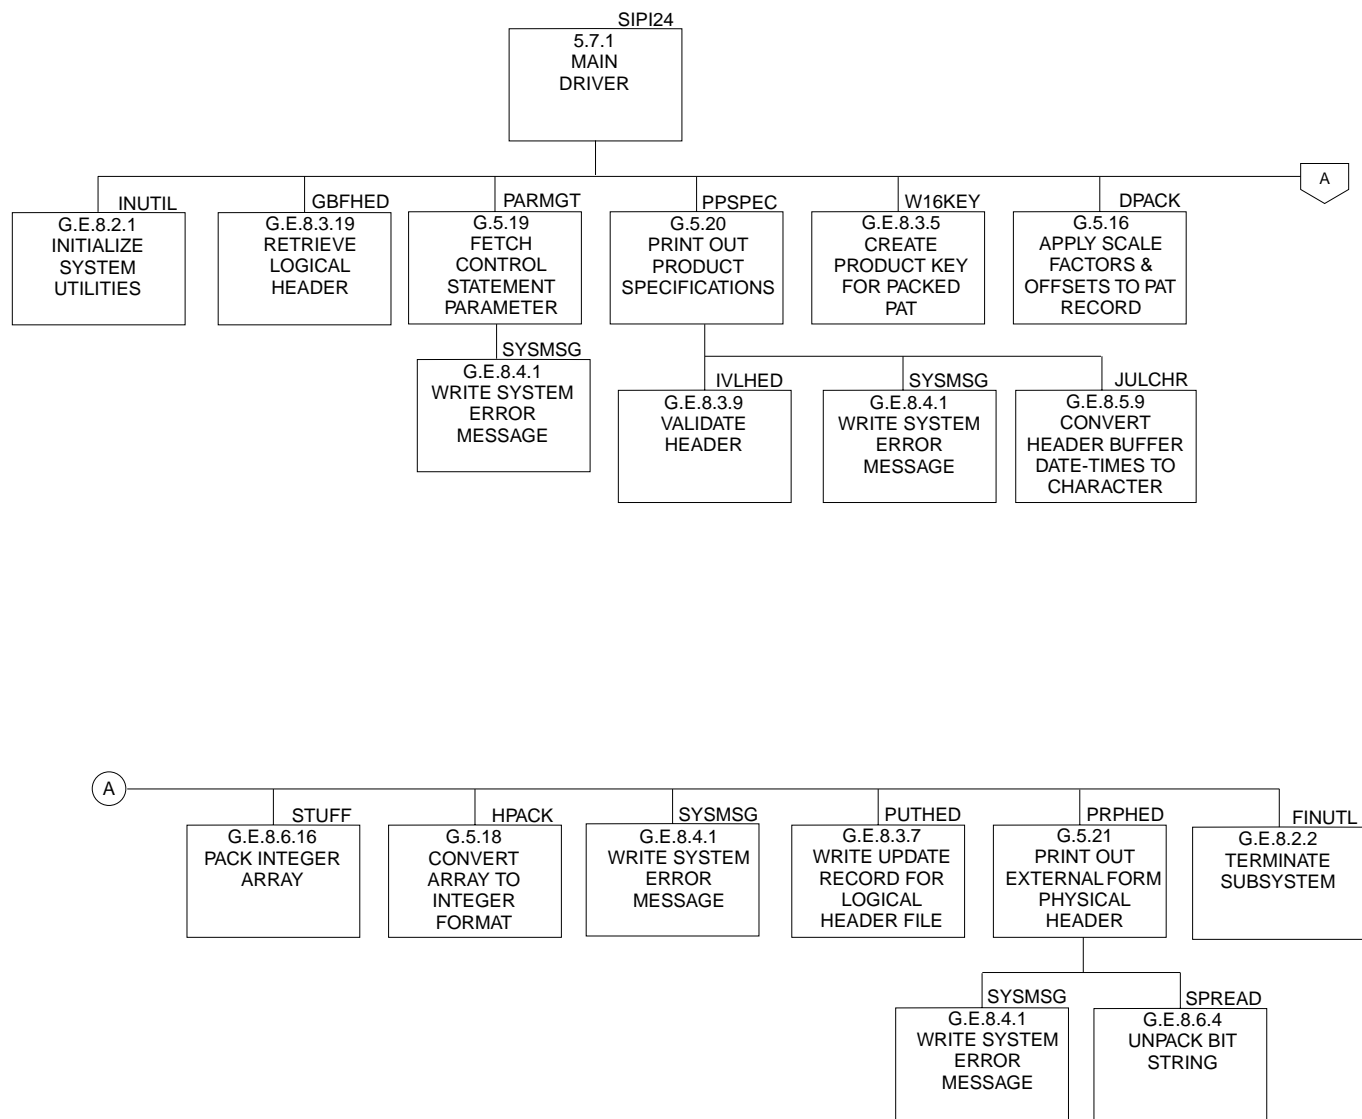 SIPI24
5.7.1
MAIN
DRIVER
A
INUTIL
G.E.8.2.1
INITIALIZE
SYSTEM
UTILITIES
GBFHED
G.E.8.3.19
RETRIEVE
LOGICAL
HEADER
PARMGT
G.5.19
FETCH
CONTROL
STATEMENT
PARAMETER
PPSPEC
G.5.20
PRINT OUT
PRODUCT
SPECIFICATIONS
W16KEY
G.E.8.3.5
CREATE
PRODUCT KEY
FOR PACKED
PAT
DPACK
G.5.16
APPLY SCALE
FACTORS &
OFFSETS TO PAT
RECORD
SYSMSG
G.E.8.4.1
WRITE SYSTEM
ERROR
MESSAGE
IVLHED
G.E.8.3.9
VALIDATE
HEADER
SYSMSG
G.E.8.4.1
WRITE SYSTEM
ERROR
MESSAGE
JULCHR
G.E.8.5.9
CONVERT
HEADER BUFFER
DATE-TIMES TO
CHARACTER
A
STUFF
G.E.8.6.16
PACK INTEGER
ARRAY
HPACK
G.5.18
CONVERT
ARRAY TO
INTEGER
FORMAT
SYSMSG
G.E.8.4.1
WRITE SYSTEM
ERROR
MESSAGE
PUTHED
G.E.8.3.7
WRITE UPDATE
RECORD FOR
LOGICAL
HEADER FILE
PRPHED
G.5.21
PRINT OUT
EXTERNAL FORM
PHYSICAL
HEADER
FINUTL
G.E.8.2.2
TERMINATE
SUBSYSTEM
SYSMSG
G.E.8.4.1
WRITE SYSTEM
ERROR
MESSAGE
SPREAD
G.E.8.6.4
UNPACK BIT
STRING